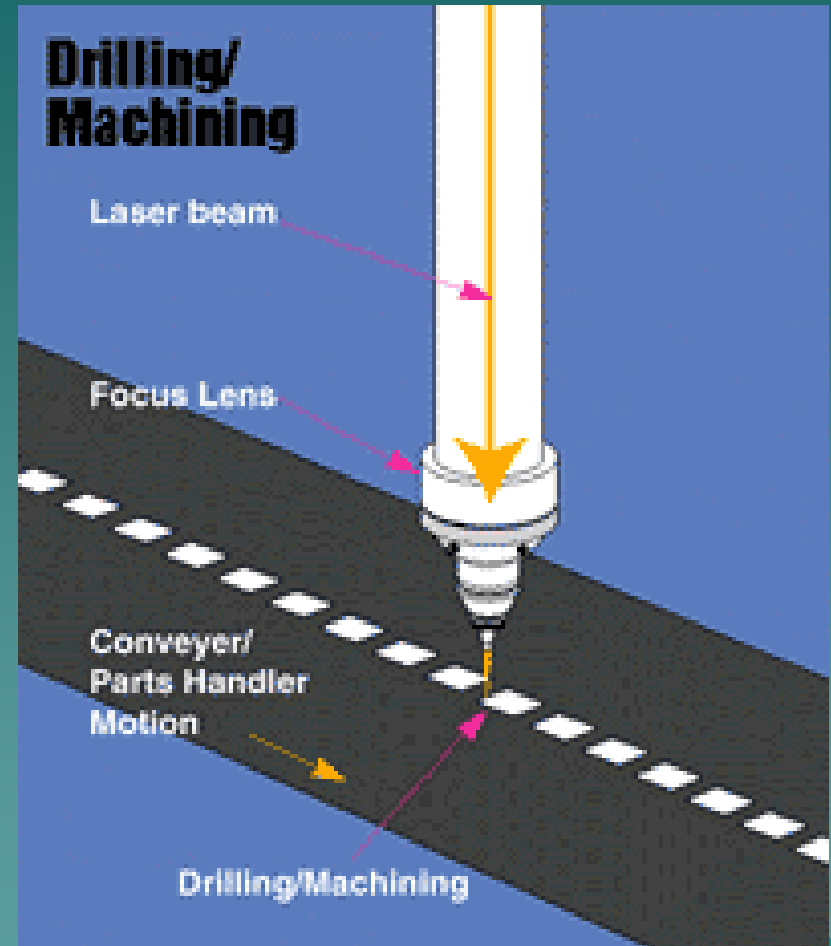 Drilling/
Machining
Laser beam
Focus Lens
Conveyer/
Parts Handler
Motion
Drilling/Machining